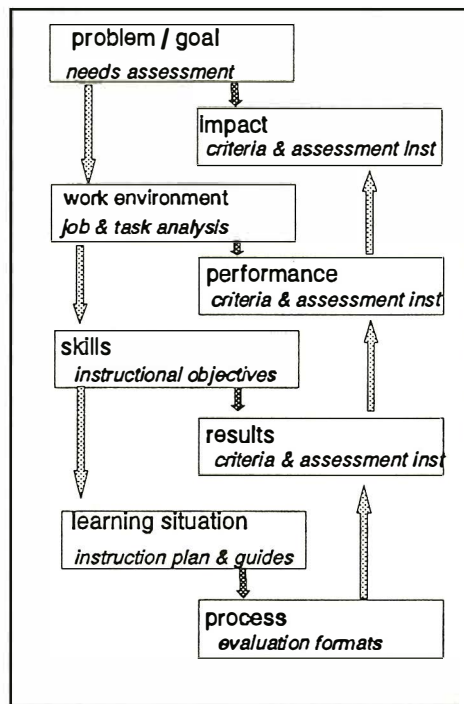 problem / goal
needs assessment
impact
criteria & assessment Inst
work environment
job & task analysis
performance
criteria & assessment inst
skills
instructional objectives
results
criteria & assessment inst
learning situation
instruction plan & guides
process
evaluation formats